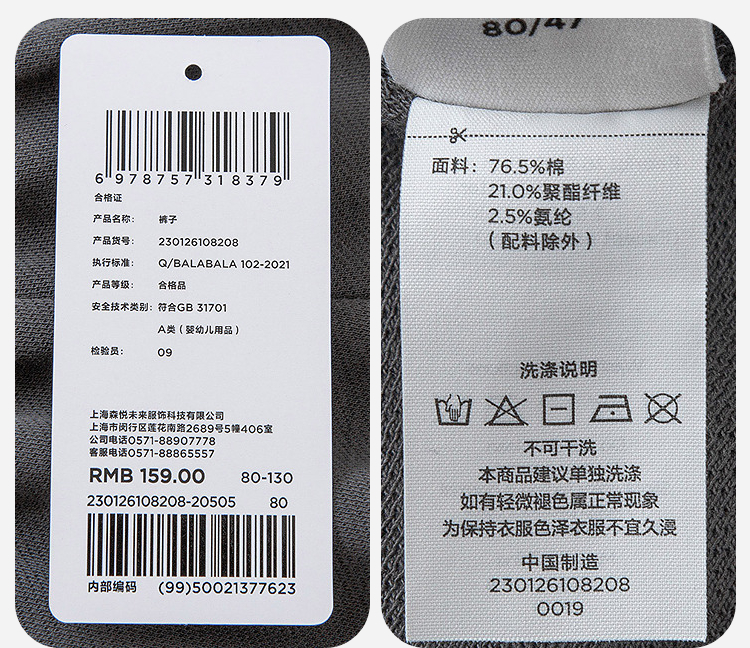 6 978757 318379
合格证
产品名称: 裤子
产品货号: 230126108208
执行标准: Q/BALABALA 102-2021
产品等级: 合格品
安全技术类别: 符合GB 31701
A类（婴幼儿用品）
检验员: 09
上海森悦未来服饰科技有限公司
上海市闵行区莲花南路2689号5幢406室
公司电话0571-88907778
客服电话0571-88865557
RMB 159.00 80-130
230126108208-20505 80
内部编码 (99)50021377623
80/47
面料: 76.5%棉
21.0%聚酯纤维
2.5%氨纶
（配料除外）
洗涤说明
不可干洗
本商品建议单独洗涤
如有轻微褪色属正常现象
为保持衣服色泽衣服不宜久浸
中国制造
230126108208
0019